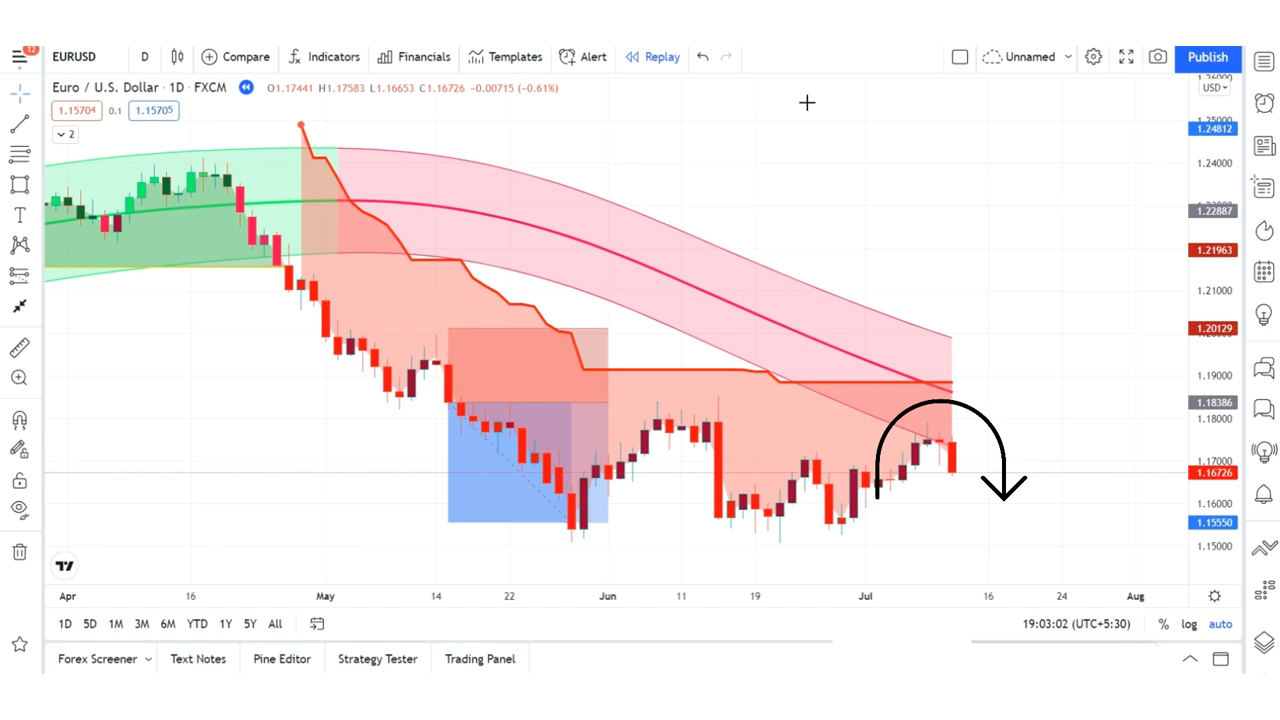 12
EURUSD D Compare Indicators Financials Templates Alert Replay Unnamed Publish
Euro / U.S. Dollar · 1D · FXCM O1.17441 H1.17583 L1.16653 C1.16726 -0.00715 (-0.61%)
USD
1.15704 0.1 1.15705
2
1.25000
1.24812
1.24000
1.22887
1.21963
1.21000
1.20129
1.19000
1.18386
1.18000
1.17000
1.16726
1.16000
1.15550
1.15000
Apr 16 May 14 22 Jun 11 19 Jul 16 24 Aug
1D 5D 1M 3M 6M YTD 1Y 5Y All 19:03:02 (UTC+5:30) % log auto
Forex Screener Text Notes Pine Editor Strategy Tester Trading Panel